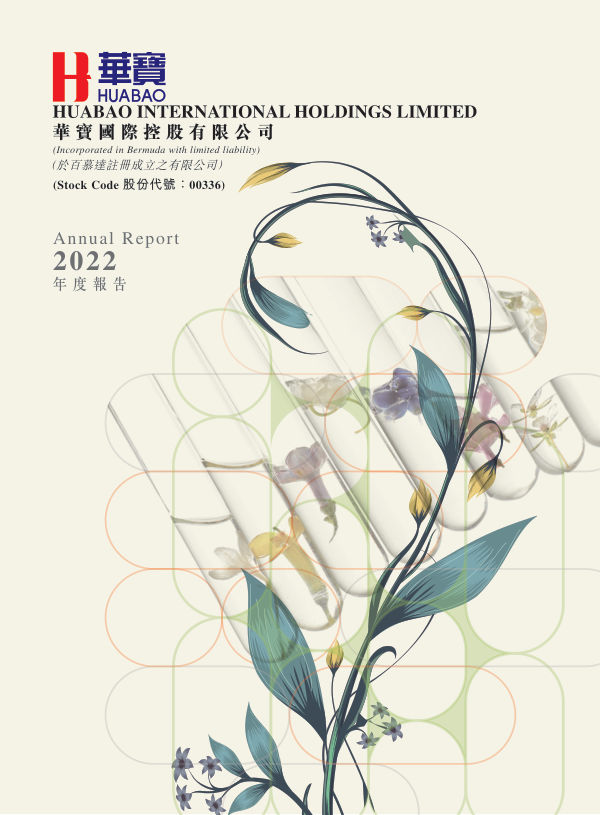 華寶
HUABAO
HUABAO INTERNATIONAL HOLDINGS LIMITED
華寶國際控股有限公司
(Incorporated in Bermuda with limited liability)
(於百慕達註冊成立之有限公司)
(Stock Code 股份代號：00336)
Annual Report
2022
年度報告